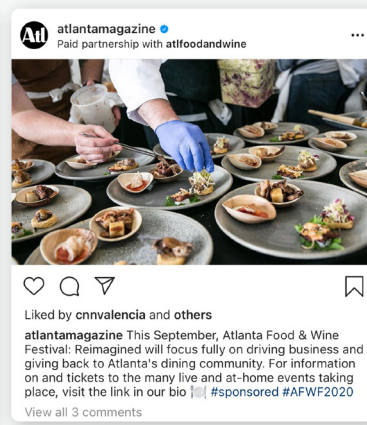 Atl
atlantamagazine
Paid partnership with atlfoodandwine
Liked by cnnvalencia and others
atlantamagazine This September, Atlanta Food & Wine
Festival: Reimagined will focus fully on driving business and
giving back to Atlanta's dining community. For information
on and tickets to the many live and at-home events taking
place, visit the link in our bio 🍽️ #sponsored #AFWF2020
View all 3 comments